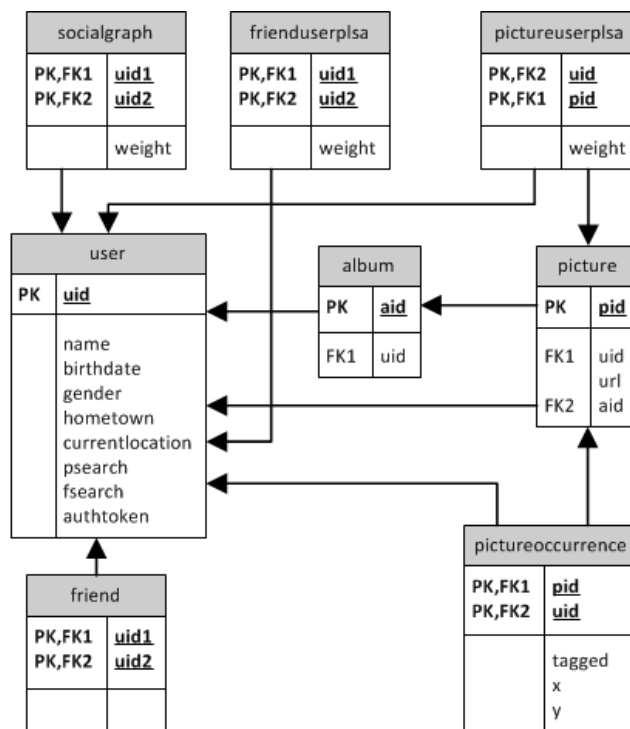 socialgraph
PK,FK1 uid1
PK,FK2 uid2
weight
frienduserplsa
PK,FK1 uid1
PK,FK2 uid2
weight
pictureuserplsa
PK,FK2 uid
PK,FK1 pid
weight
user
PK uid
name
birthdate
gender
hometown
currentlocation
psearch
fsearch
authtoken
album
PK aid
FK1 uid
picture
PK pid
FK1 uid
url
FK2 aid
friend
PK,FK1 uid1
PK,FK2 uid2
pictureoccurrence
PK,FK1 pid
PK,FK2 uid
tagged
x
y